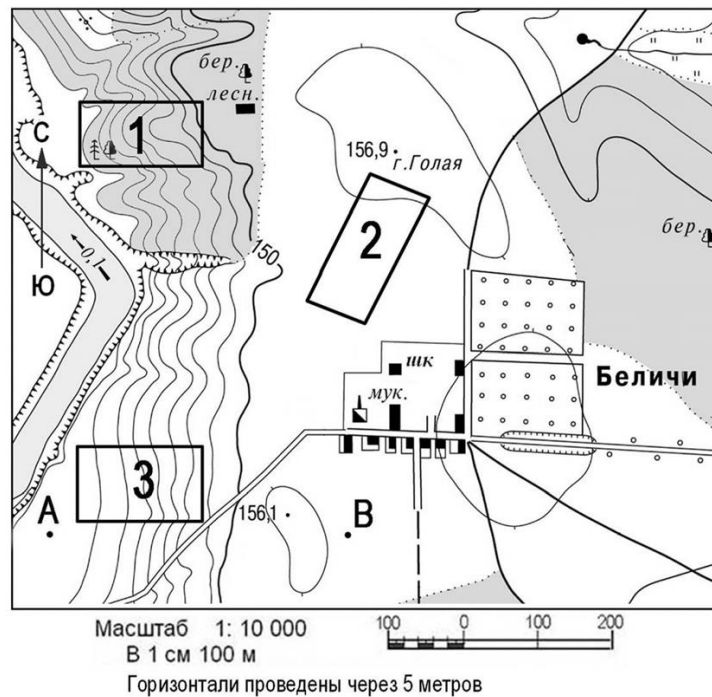 бер.
лесн.
С
1
156,9
г.Голая
2
бер.
0,1
150
Ю
шк
Беличи
мук.
3
А
156,1
В
Масштаб 1: 10 000
В 1 см 100 м
100 0 100 200
Горизонтали проведены через 5 метров